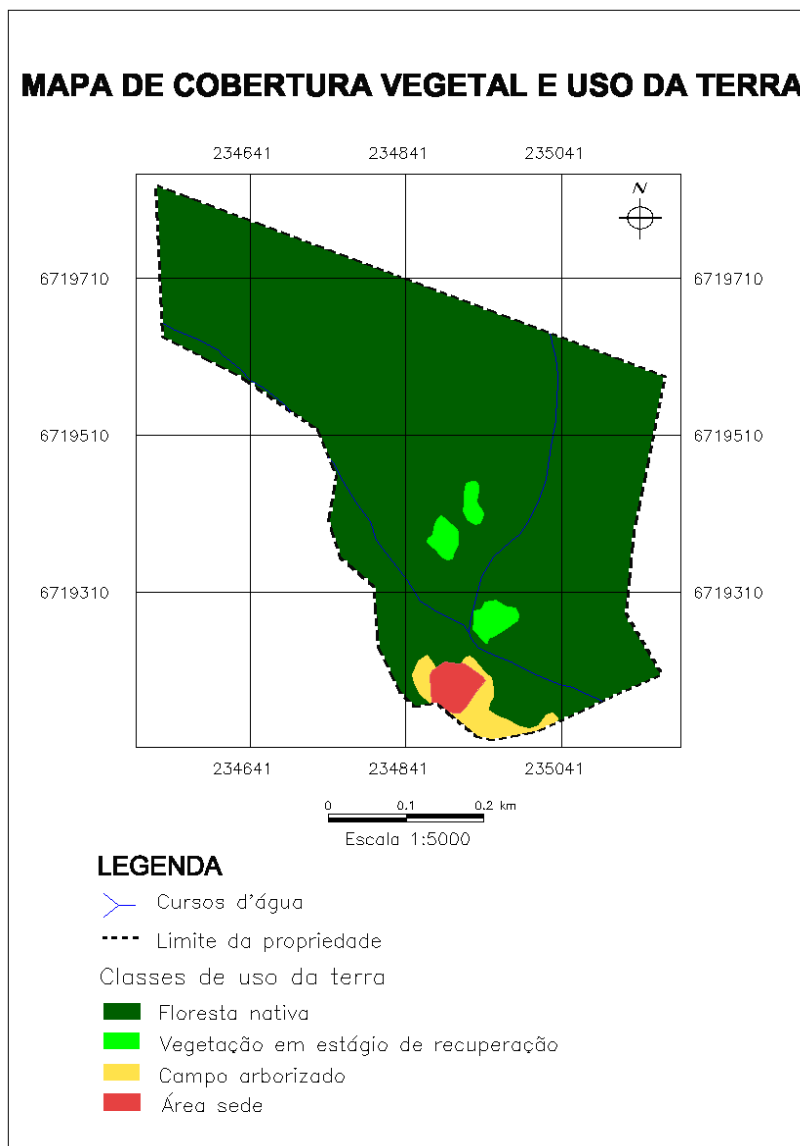 MAPA DE COBERTURA VEGETAL E USO DA TERRA
234641 234841 235041
N
6719710 6719710
6719510 6719510
6719310 6719310
234641 234841 235041
0 0.1 0.2 km
Escala 1:5000
LEGENDA
Cursos d'água
Limite da propriedade
Classes de uso da terra
Floresta nativa
Vegetação em estágio de recuperação
Campo arborizado
Área sede